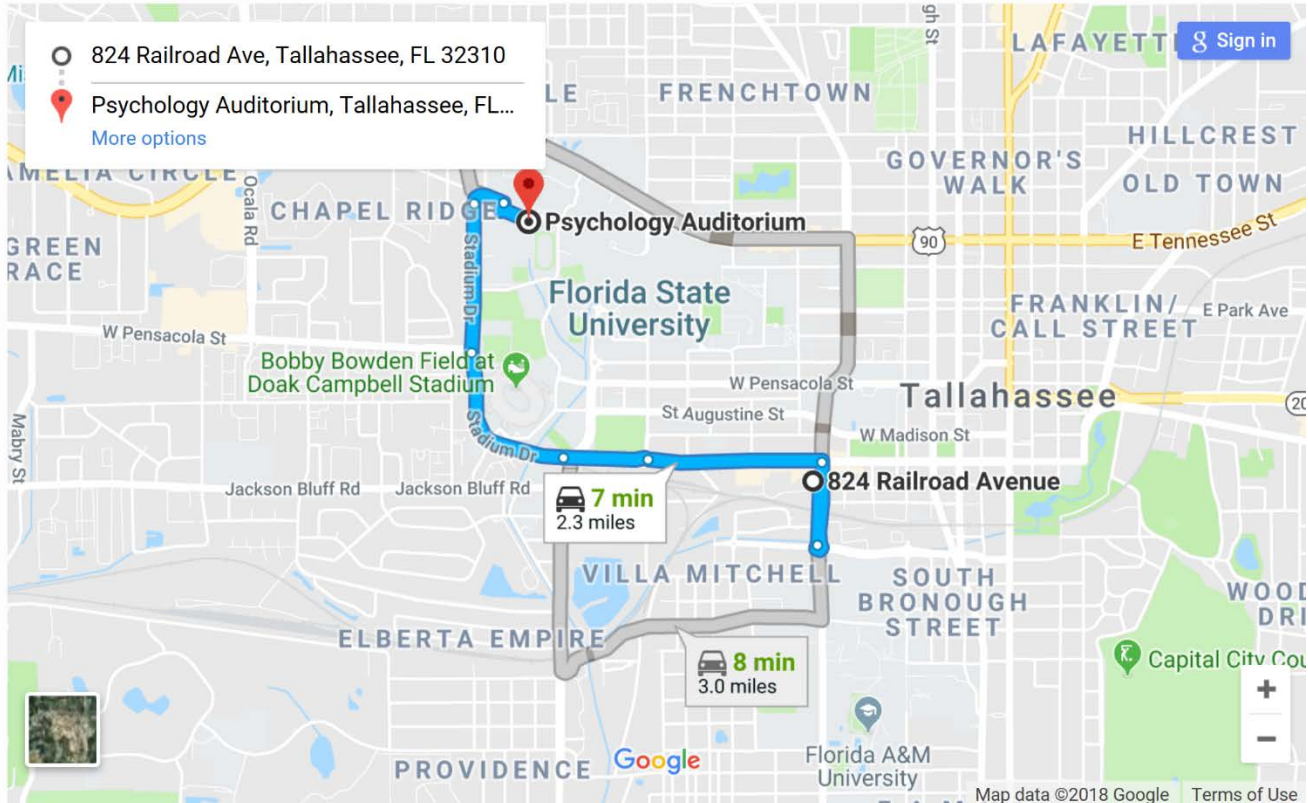 824 Railroad Ave, Tallahassee, FL 32310
Psychology Auditorium, Tallahassee, FL...
More options
Sign in
FRENCHTOWN
HILLCREST
OLD TOWN
GOVERNOR'S
WALK
AMELIA CIRCLE
Ocala Rd
CHAPEL RIDGE
Psychology Auditorium
90
E Tennessee St
GREEN
RACE
Stadium Dr
Florida State
University
FRANKLIN/
CALL STREET
E Park Ave
W Pensacola St
Bobby Bowden Field at
Doak Campbell Stadium
W Pensacola St
Tallahassee
20
St Augustine St
W Madison St
Mabry St
Stadium Dr
824 Railroad Avenue
Jackson Bluff Rd
Jackson Bluff Rd
7 min
2.3 miles
VILLA MITCHELL
SOUTH
BRONOUGH
STREET
WOOD
DRI
ELBERTA EMPIRE
8 min
3.0 miles
Capital City Cou
+
−
Florida A&M
University
PROVIDENCE
Google
Map data ©2018 Google
Terms of Use